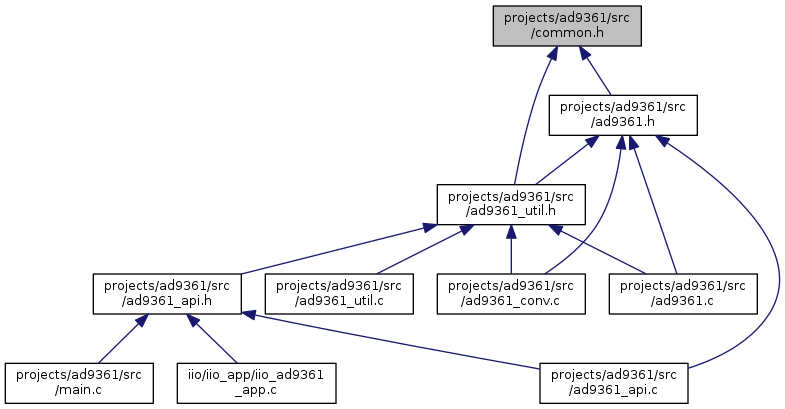 projects/ad9361/src
/common.h
projects/ad9361/src
/ad9361.h
projects/ad9361/src
/ad9361_util.h
projects/ad9361/src
/ad9361_api.h
projects/ad9361/src
/ad9361_util.c
projects/ad9361/src
/ad9361_conv.c
projects/ad9361/src
/ad9361.c
projects/ad9361/src
/main.c
iio/iio_app/iio_ad9361
_app.c
projects/ad9361/src
/ad9361_api.c